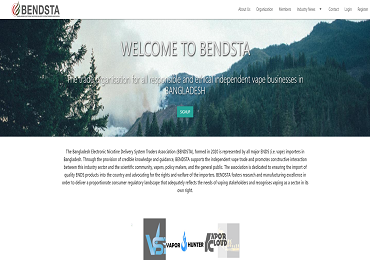 BENDSTA
About Us Organization Members Industry News Contact Login Register
WELCOME TO BENDSTA
The trade organisation for all responsible and ethical independent vape businesses in
BANGLADESH
SIGNUP
The Bangladesh Electronic Nicotine Delivery System Traders Association (BENDSTA), formed in 2020 is represented by all major ENDS (i.e. vapes importers in
Bangladesh. Through the provision of credible knowledge and guidance, BENDSTA supports the independent vape trade and promotes constructive interaction
between this industry sector and the scientific community, vapers, policy makers, and the general public. The association is dedicated to ensuring the import of
quality ENDS products into the country and advocating for the rights and welfare of the importers. BENDSTA fosters research and manufacturing excellence in
order to deliver a proportionate consumer regulatory landscape that adequately reflects the needs of vaping stakeholders and recognises vaping as a sector in its
own right.
VS
VAPOR HUNTER
VAPOR
CLOUD